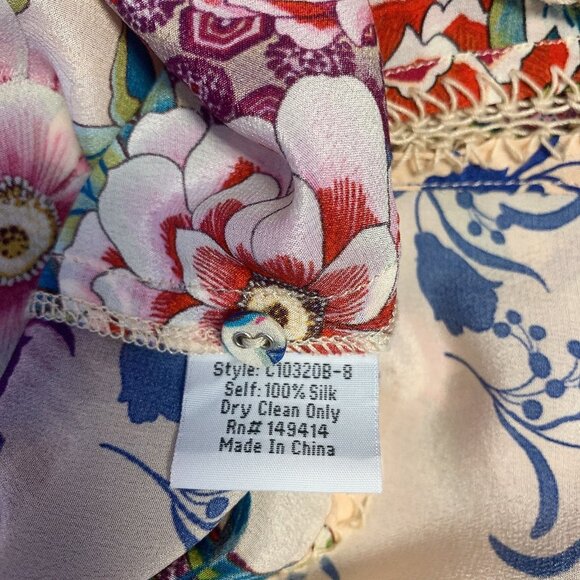 Style: C10320B-8
Self: 100% Silk
Dry Clean Only
Rn# 149414
Made In China